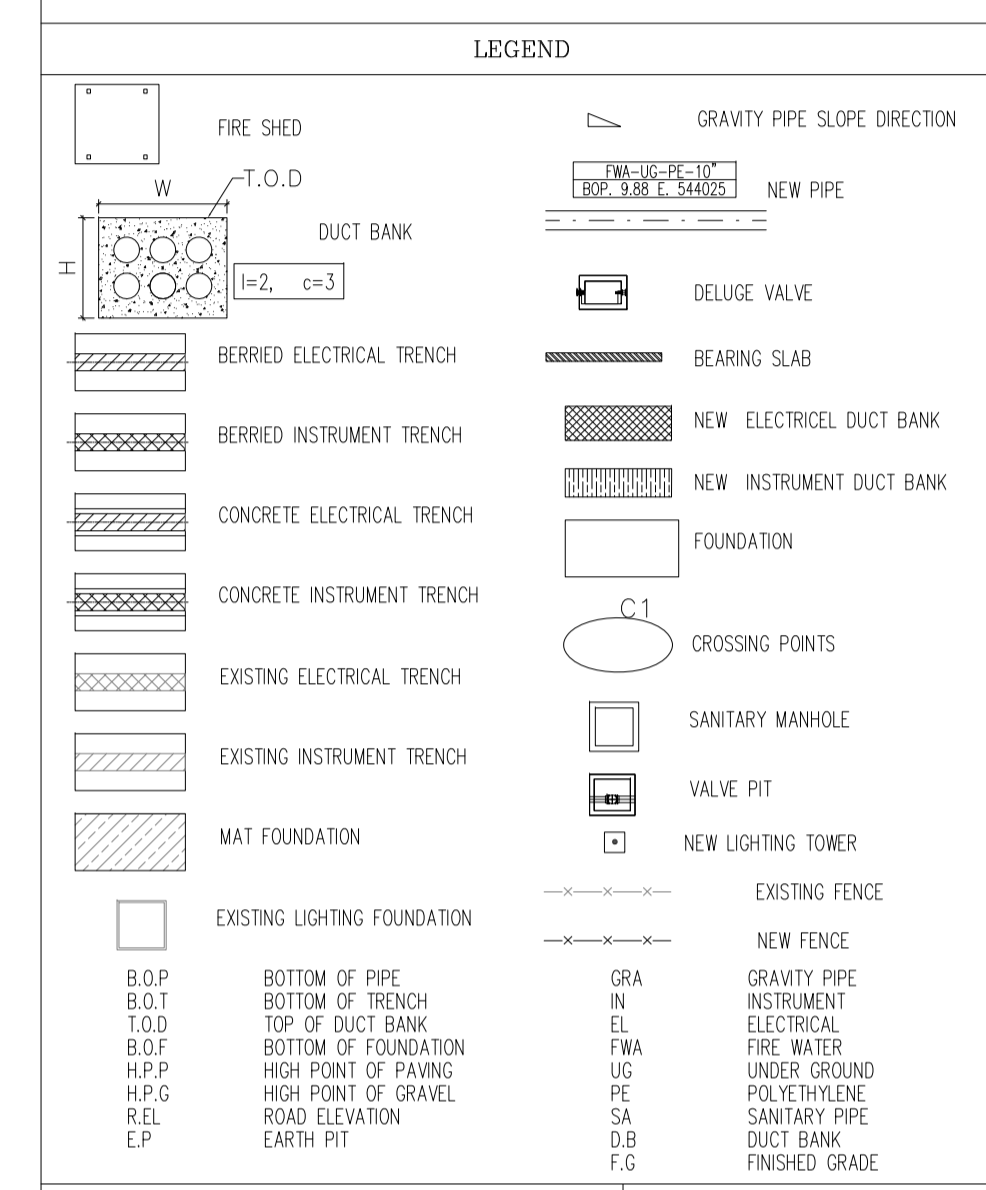 LEGEND
FIRE SHED
W
T.O.D
H
DUCT BANK
l=2, c=3
BERRIED ELECTRICAL TRENCH
BERRIED INSTRUMENT TRENCH
CONCRETE ELECTRICAL TRENCH
CONCRETE INSTRUMENT TRENCH
EXISTING ELECTRICAL TRENCH
EXISTING INSTRUMENT TRENCH
MAT FOUNDATION
EXISTING LIGHTING FOUNDATION
B.O.P BOTTOM OF PIPE
B.O.T BOTTOM OF TRENCH
T.O.D TOP OF DUCT BANK
B.O.F BOTTOM OF FOUNDATION
H.P.P HIGH POINT OF PAVING
H.P.G HIGH POINT OF GRAVEL
R.EL ROAD ELEVATION
E.P EARTH PIT
GRAVITY PIPE SLOPE DIRECTION
FWA-UG-PE-10"
BOP. 9.88 E. 544025
NEW PIPE
DELUGE VALVE
BEARING SLAB
NEW ELECTRICEL DUCT BANK
NEW INSTRUMENT DUCT BANK
FOUNDATION
C1
CROSSING POINTS
SANITARY MANHOLE
VALVE PIT
NEW LIGHTING TOWER
EXISTING FENCE
NEW FENCE
GRA GRAVITY PIPE
IN INSTRUMENT
EL ELECTRICAL
FWA FIRE WATER
UG UNDER GROUND
PE POLYETHYLENE
SA SANITARY PIPE
D.B DUCT BANK
F.G FINISHED GRADE